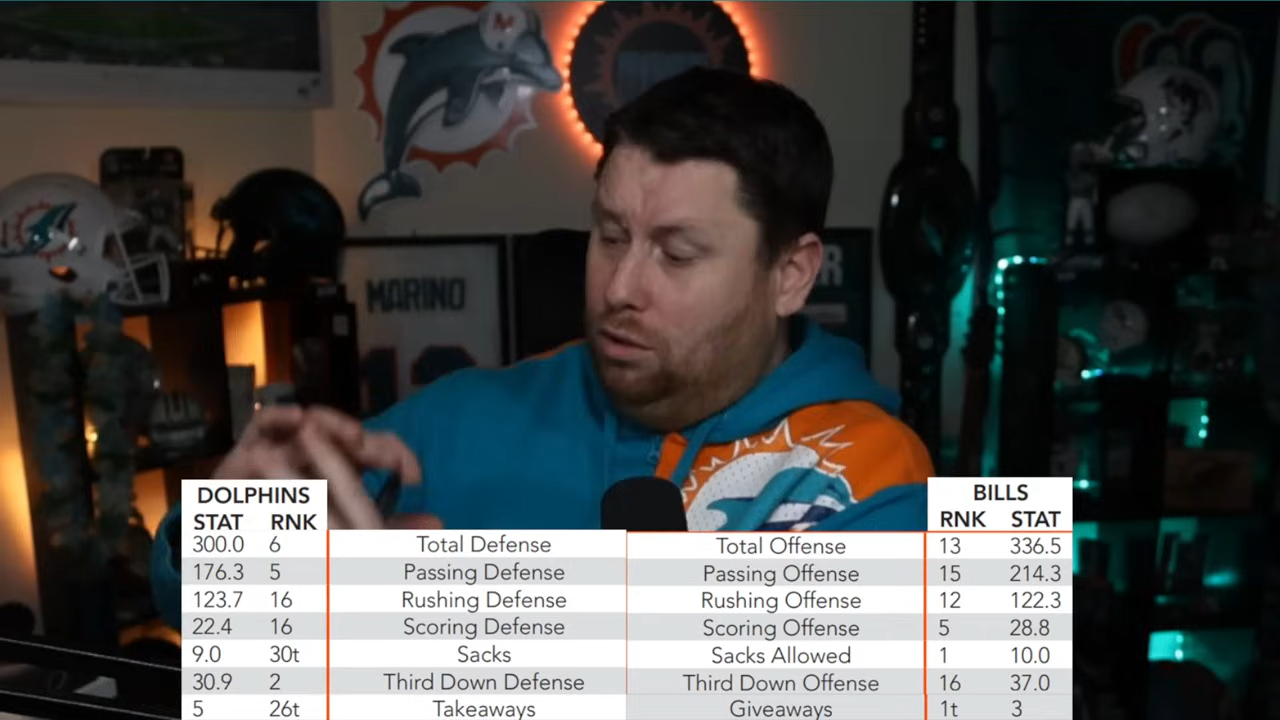 MARINO
DOLPHINS
STAT RNK
BILLS
RNK STAT
300.0 6 Total Defense Total Offense 13 336.5
176.3 5 Passing Defense Passing Offense 15 214.3
123.7 16 Rushing Defense Rushing Offense 12 122.3
22.4 16 Scoring Defense Scoring Offense 5 28.8
9.0 30t Sacks Sacks Allowed 1 10.0
30.9 2 Third Down Defense Third Down Offense 16 37.0
5 26t Takeaways Giveaways 1t 3